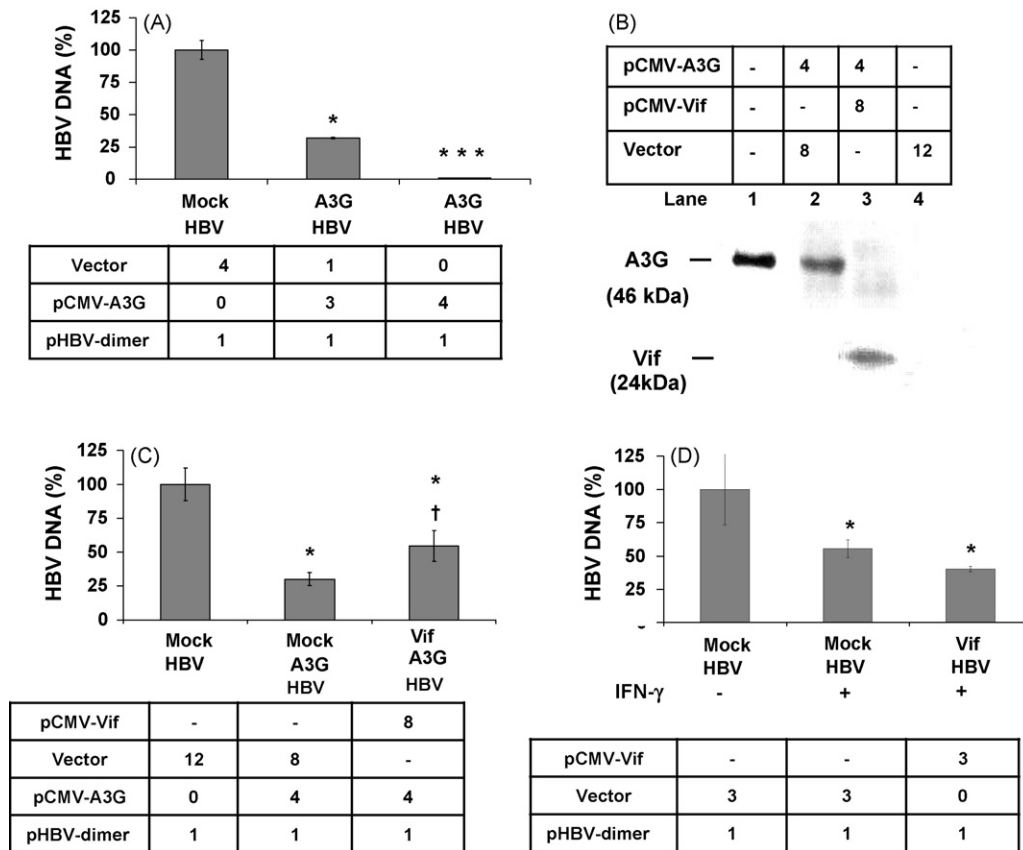 (A)
HBV DNA (%)
125
100
75
50
25
0
*
* * *
Mock A3G A3G
HBV HBV HBV
Vector 4 1 0
pCMV-A3G 0 3 4
pHBV-dimer 1 1 1
(B)
pCMV-A3G - 4 4 -
pCMV-Vif - - 8 -
Vector - 8 - 12
Lane 1 2 3 4
A3G
(46 kDa)
Vif
(24kDa)
(C)
HBV DNA (%)
125
100
75
50
25
0
*
*
†
Mock Mock Vif
HBV A3G A3G
HBV HBV
pCMV-Vif - - 8
Vector 12 8 -
pCMV-A3G 0 4 4
pHBV-dimer 1 1 1
(D)
HBV DNA (%)
125
100
75
50
25
*
*
Mock Mock Vif
HBV HBV HBV
IFN-γ - + +
pCMV-Vif - - 3
Vector 3 3 0
pHBV-dimer 1 1 1